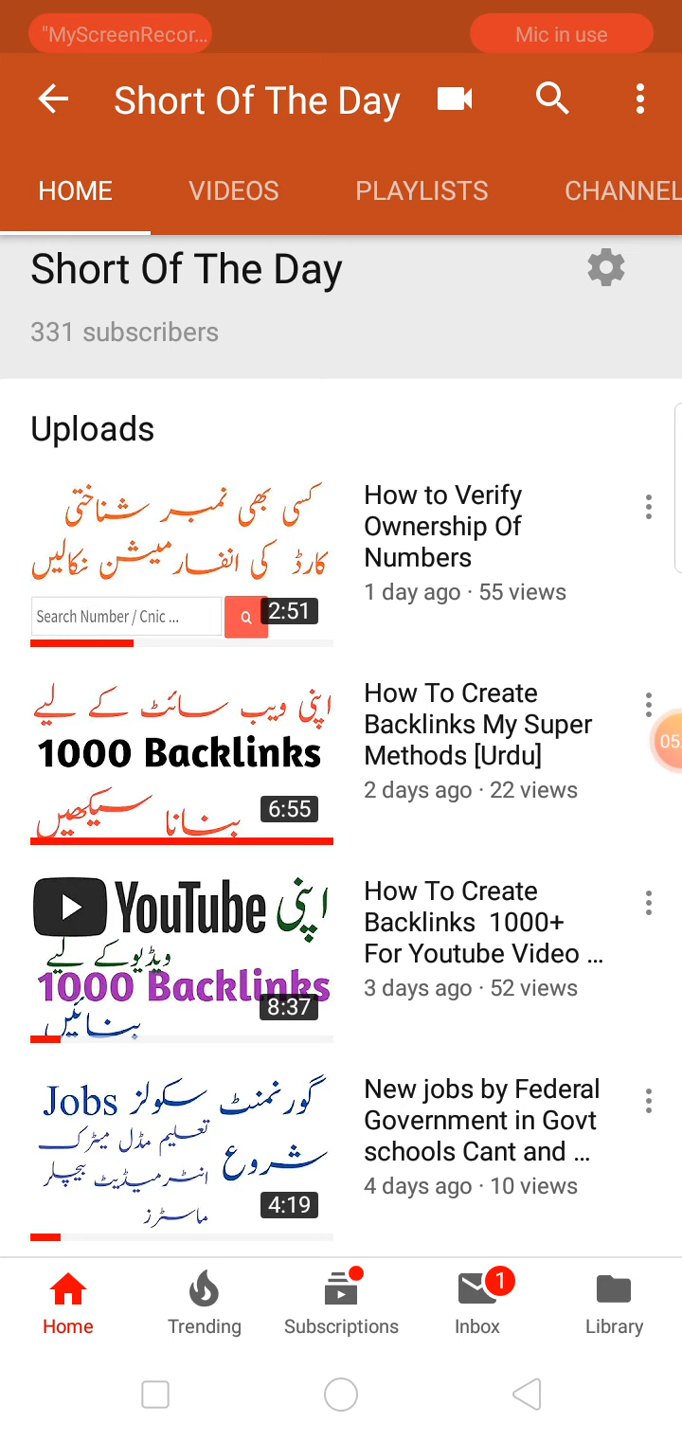 "MyScreenRecor...
Mic in use
Short Of The Day
HOME VIDEOS PLAYLISTS CHANNEL
Short Of The Day
331 subscribers
Uploads
کسی بھی نمبر شناختی
کارڈ کی انفارمیشن نکالیں
Search Number / Cnic ...
2:51
How to Verify
Ownership Of
Numbers
1 day ago · 55 views
اپنی ویب سائٹ کے لیے
1000 Backlinks
بنانا سیکھیں
6:55
How To Create
Backlinks My Super
Methods [Urdu]
2 days ago · 22 views
YouTube اپنی
ویڈیو کے لیے
1000 Backlinks
بنائیں
8:37
How To Create
Backlinks 1000+
For Youtube Video ...
3 days ago · 52 views
گورنمنٹ سکولز Jobs
تعلیم مڈل میٹرک
شروع
انٹرمیڈیٹ بیچلر
ماسٹرز
4:19
New jobs by Federal
Government in Govt
schools Cant and ...
4 days ago · 10 views
05
1
Home Trending Subscriptions Inbox Library